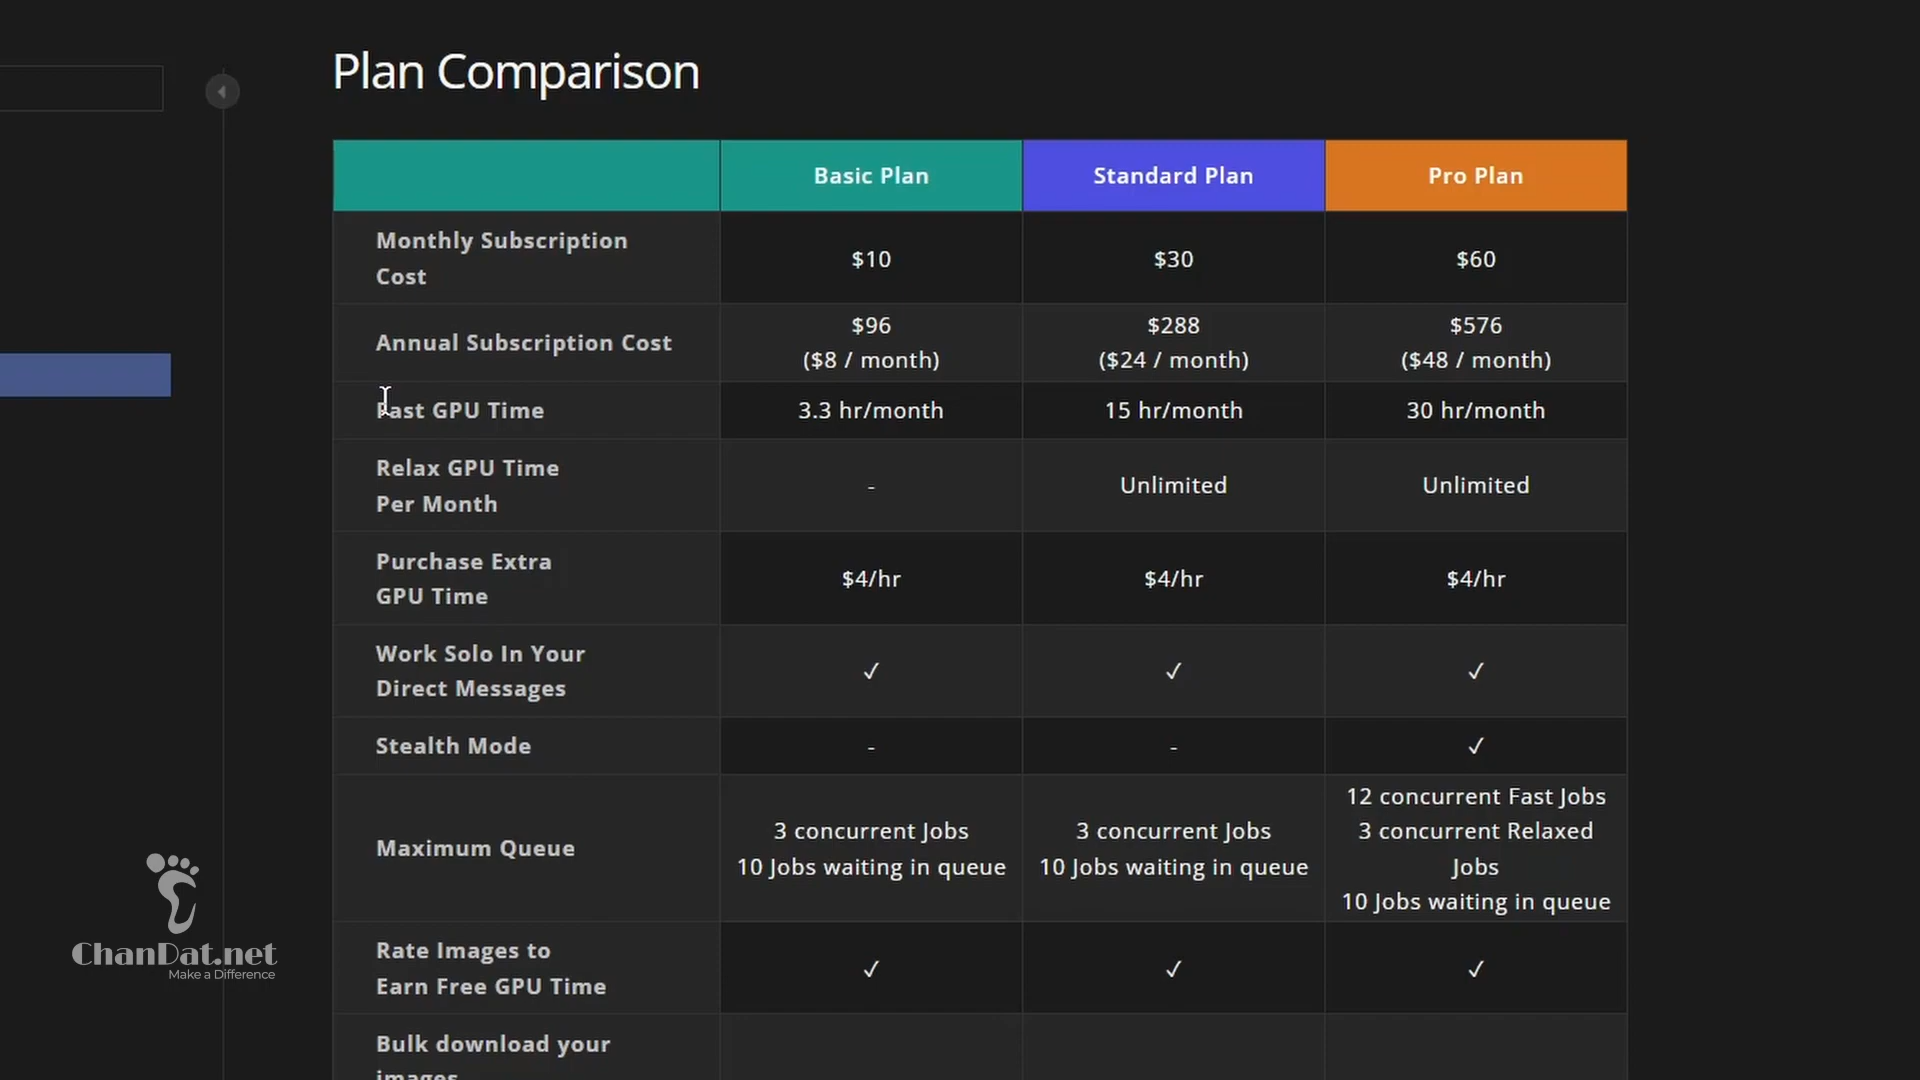 Plan Comparison
Basic Plan
Standard Plan
Pro Plan
Monthly Subscription
Cost
$10
$30
$60
Annual Subscription Cost
$96
($8 / month)
$288
($24 / month)
$576
($48 / month)
Fast GPU Time
3.3 hr/month
15 hr/month
30 hr/month
Relax GPU Time
Per Month
-
Unlimited
Unlimited
Purchase Extra
GPU Time
$4/hr
$4/hr
$4/hr
Work Solo In Your
Direct Messages
✓
✓
✓
Stealth Mode
-
-
✓
Maximum Queue
3 concurrent Jobs
10 Jobs waiting in queue
3 concurrent Jobs
10 Jobs waiting in queue
12 concurrent Fast Jobs
3 concurrent Relaxed
Jobs
10 Jobs waiting in queue
Rate Images to
Earn Free GPU Time
✓
✓
✓
Bulk download your
images
ChanDat.net
Make a Difference